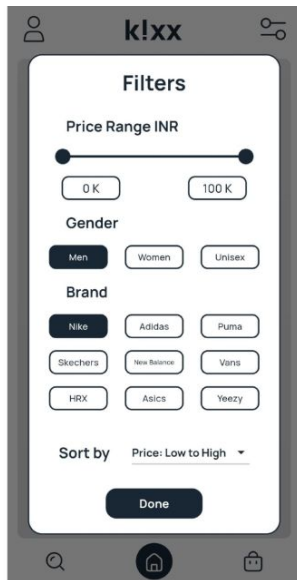 k!xx
Filters
Price Range INR
0 K 100 K
Gender
Men Women Unisex
Brand
Nike Adidas Puma
Skechers New Balance Vans
HRX Asics Yeezy
Sort by Price: Low to High
Done